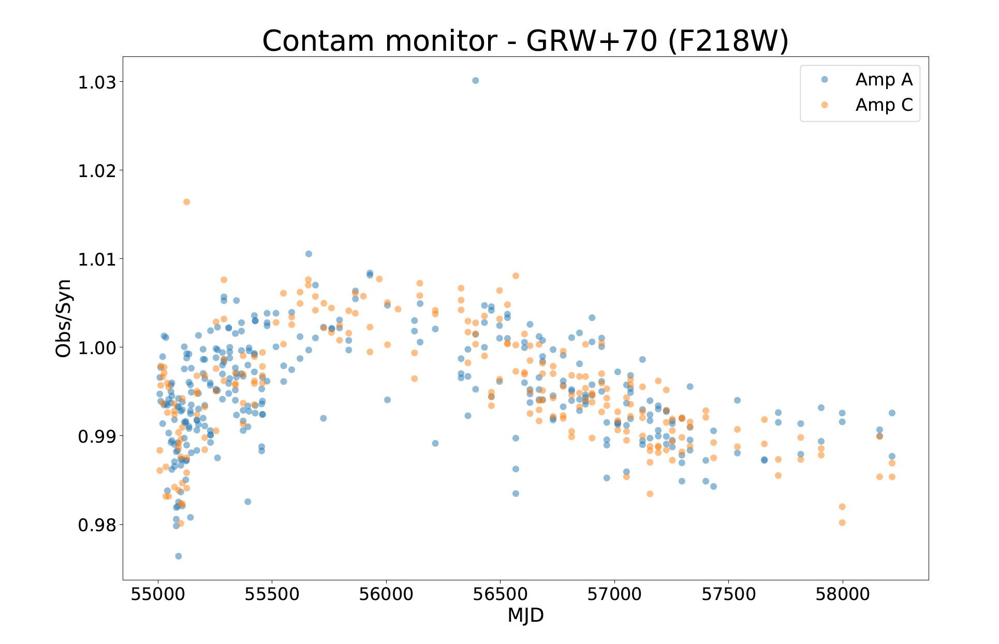 Contam monitor - GRW+70 (F218W)
Amp A
Amp C
1.03
1.02
1.01
1.00
0.99
0.98
Obs/Syn
55000 55500 56000 56500 57000 57500 58000
MJD